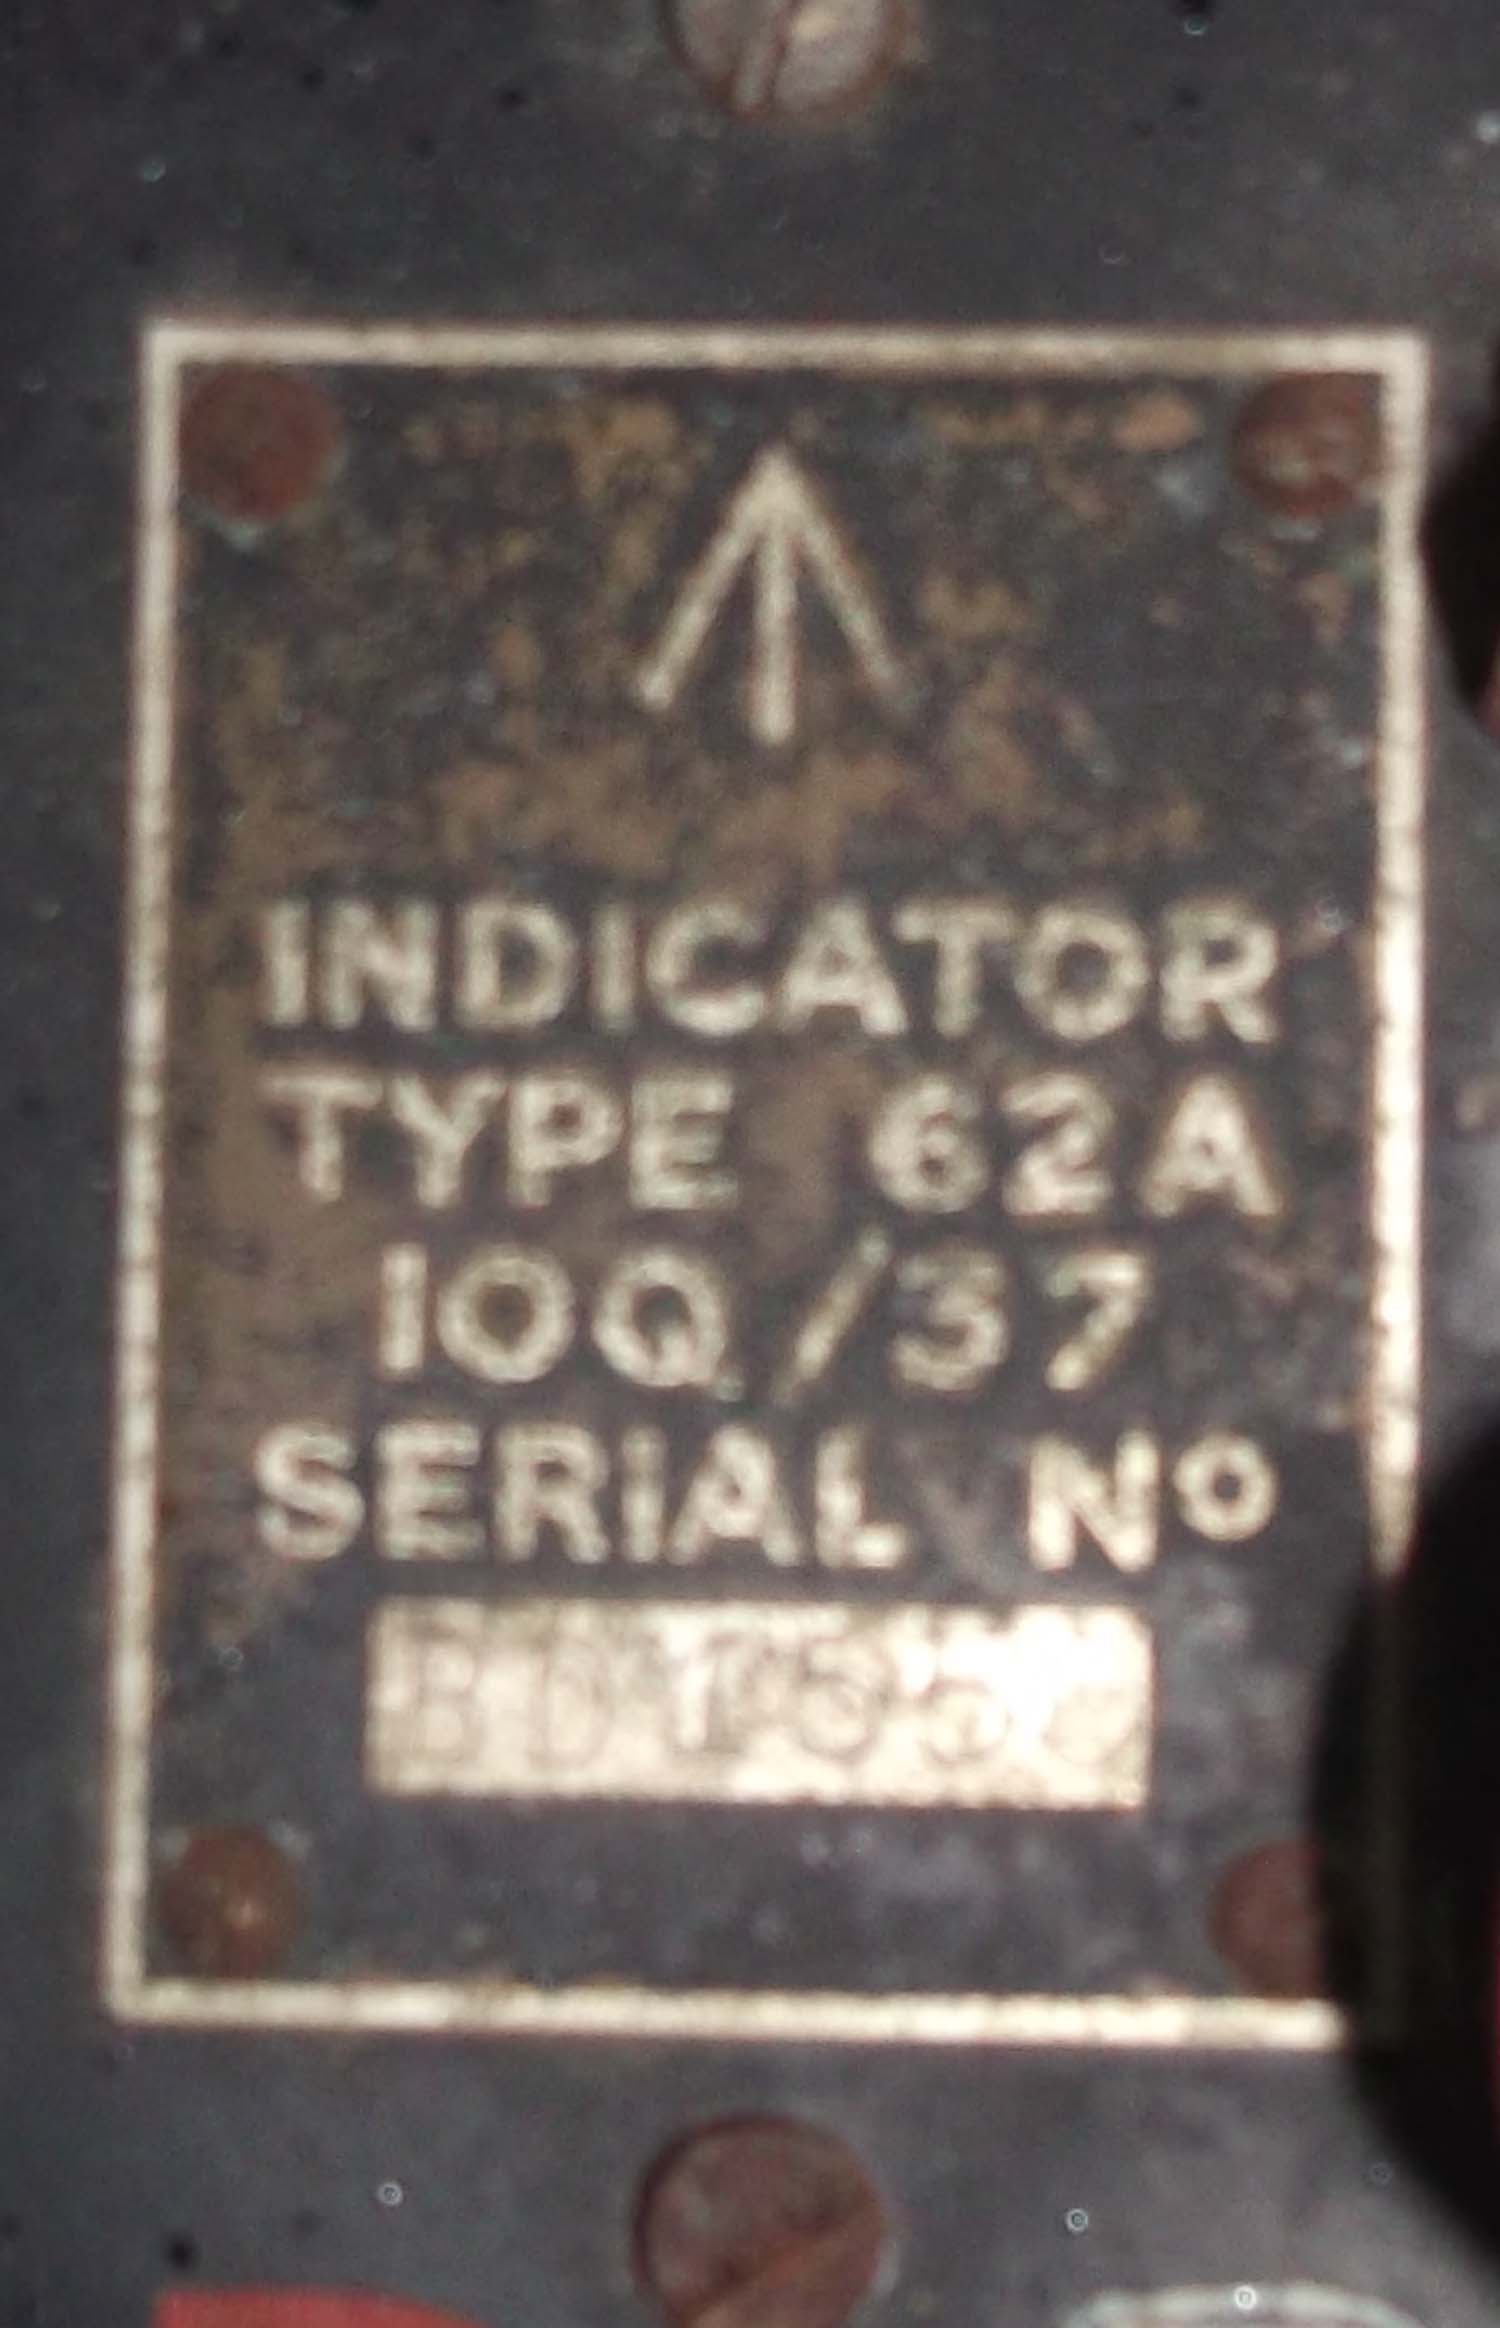 INDICATOR
TYPE 62A
10Q/37
SERIAL Nº